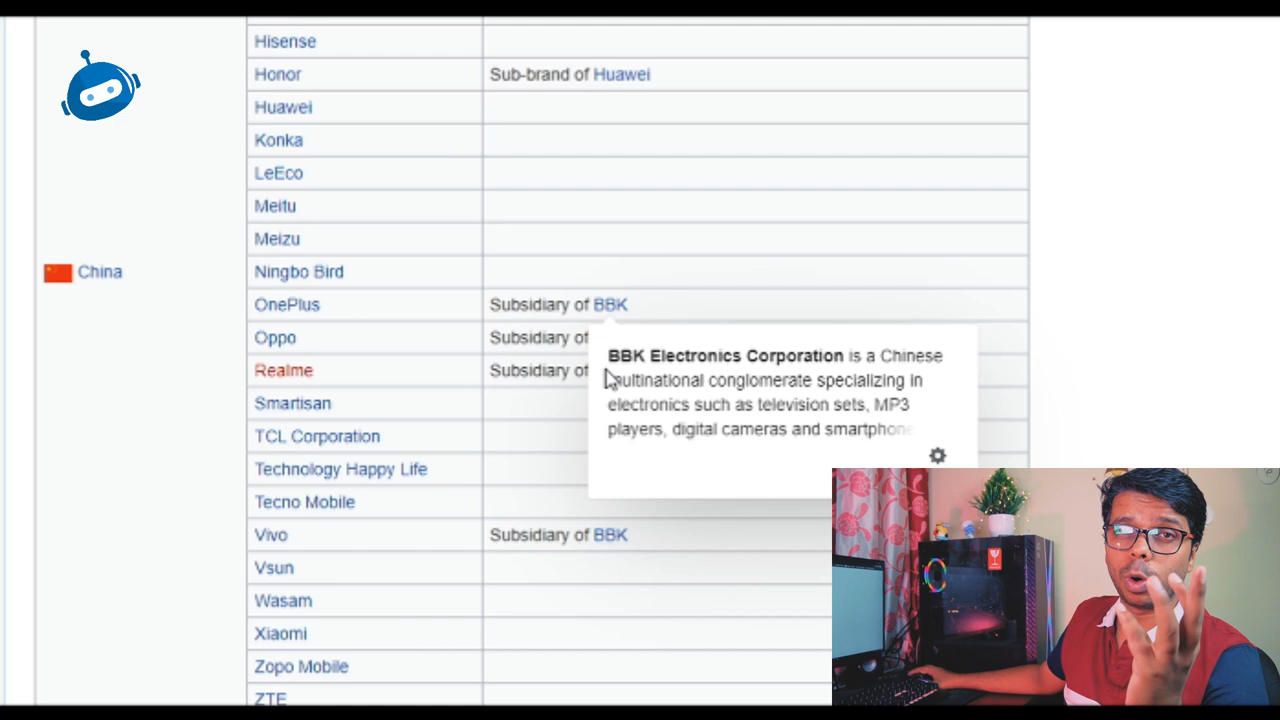 Hisense
Honor Sub-brand of Huawei
Huawei
Konka
LeEco
Meitu
Meizu
China Ningbo Bird
OnePlus Subsidiary of BBK
Oppo Subsidiary of
Realme Subsidiary of
BBK Electronics Corporation is a Chinese
multinational conglomerate specializing in
electronics such as television sets, MP3
players, digital cameras and smartphone
Smartisan
TCL Corporation
Technology Happy Life
Tecno Mobile
Vivo Subsidiary of BBK
Vsun
Wasam
Xiaomi
Zopo Mobile
ZTE